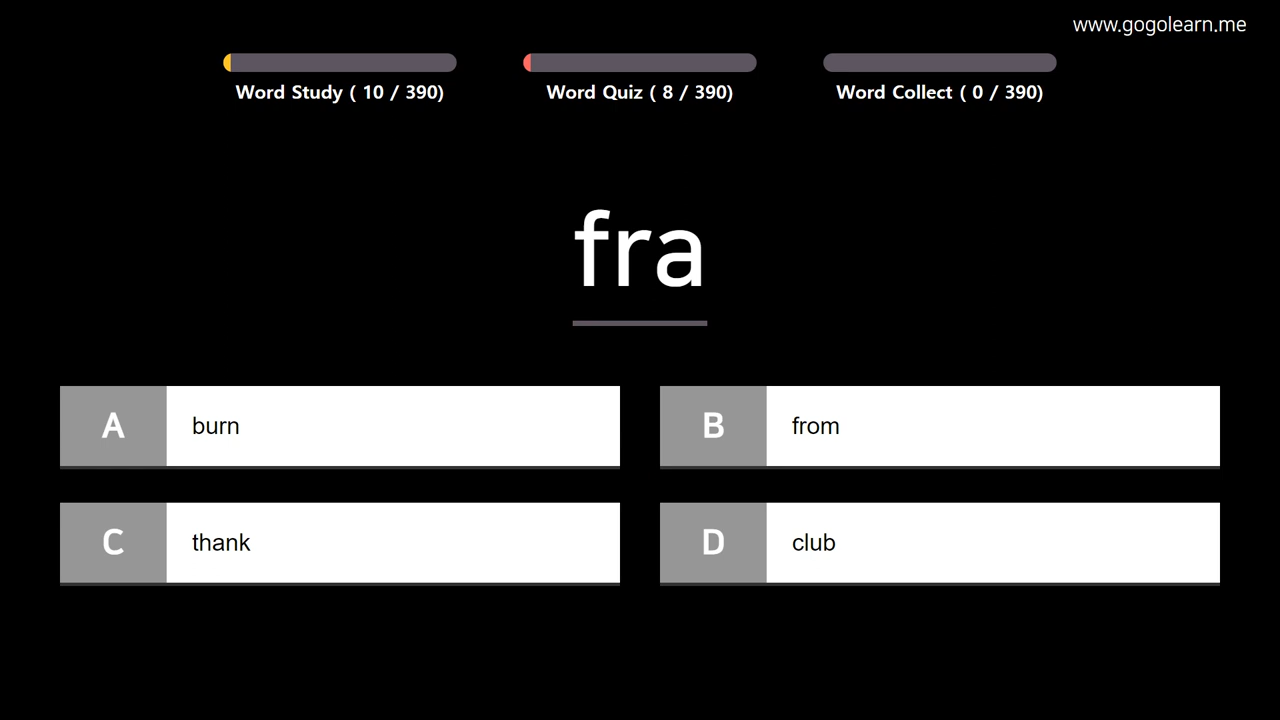 www.gogolearn.me
Word Study ( 10 / 390)
Word Quiz ( 8 / 390)
Word Collect ( 0 / 390)
fra
A burn
B from
C thank
D club